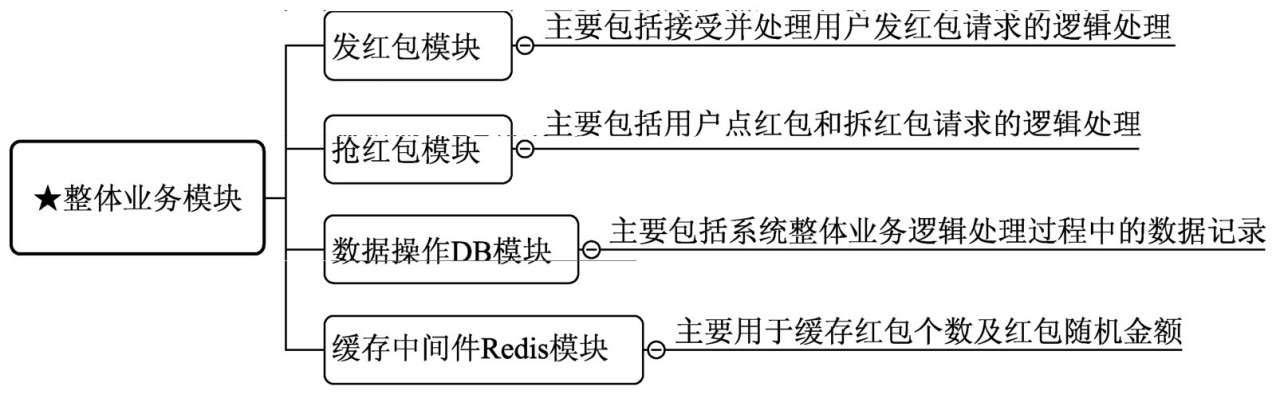 ★整体业务模块
发红包模块
主要包括接受并处理用户发红包请求的逻辑处理
抢红包模块
主要包括用户点红包和拆红包请求的逻辑处理
数据操作DB模块
主要包括系统整体业务逻辑处理过程中的数据记录
缓存中间件Redis模块
主要用于缓存红包个数及红包随机金额